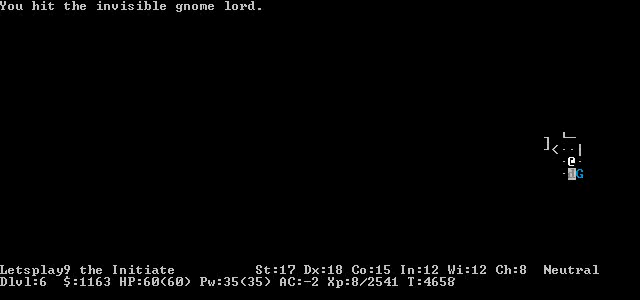 You hit the invisible gnome lord.
]
<··|
·@·
·dG
Letsplay9 the Initiate St:17 Dx:18 Co:15 In:12 Wi:12 Ch:8 Neutral
Dlvl:6 $:1163 HP:60(60) Pw:35(35) AC:-2 Xp:8/2541 T:4658